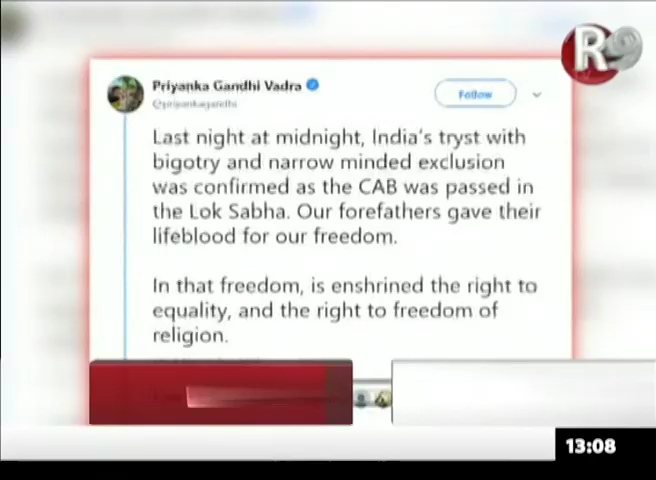 R9
Priyanka Gandhi Vadra
@priyankagandhi
Follow
Last night at midnight, India's tryst with
bigotry and narrow minded exclusion
was confirmed as the CAB was passed in
the Lok Sabha. Our forefathers gave their
lifeblood for our freedom.
In that freedom, is enshrined the right to
equality, and the right to freedom of
religion.
13:08